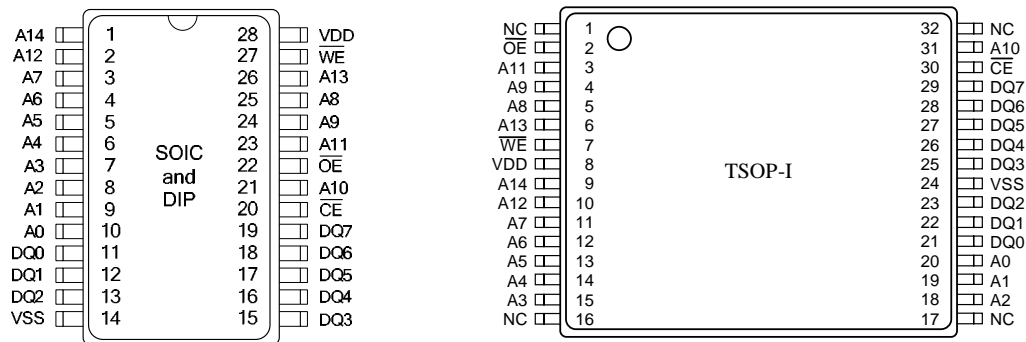 A14 1 28 VDD
A12 2 27 W̅E̅
A7 3 26 A13
A6 4 25 A8
A5 5 24 A9
A4 6 23 A11
A3 7 22 O̅E̅
A2 8 21 A10
A1 9 20 C̅E̅
A0 10 19 DQ7
DQ0 11 18 DQ6
DQ1 12 17 DQ5
DQ2 13 16 DQ4
VSS 14 15 DQ3
SOIC
and
DIP
NC 1 32 NC
O̅E̅ 2 31 A10
A11 3 30 C̅E̅
A9 4 29 DQ7
A8 5 28 DQ6
A13 6 27 DQ5
W̅E̅ 7 26 DQ4
VDD 8 25 DQ3
A14 9 24 VSS
A12 10 23 DQ2
A7 11 22 DQ1
A6 12 21 DQ0
A5 13 20 A0
A4 14 19 A1
A3 15 18 A2
NC 16 17 NC
TSOP-I